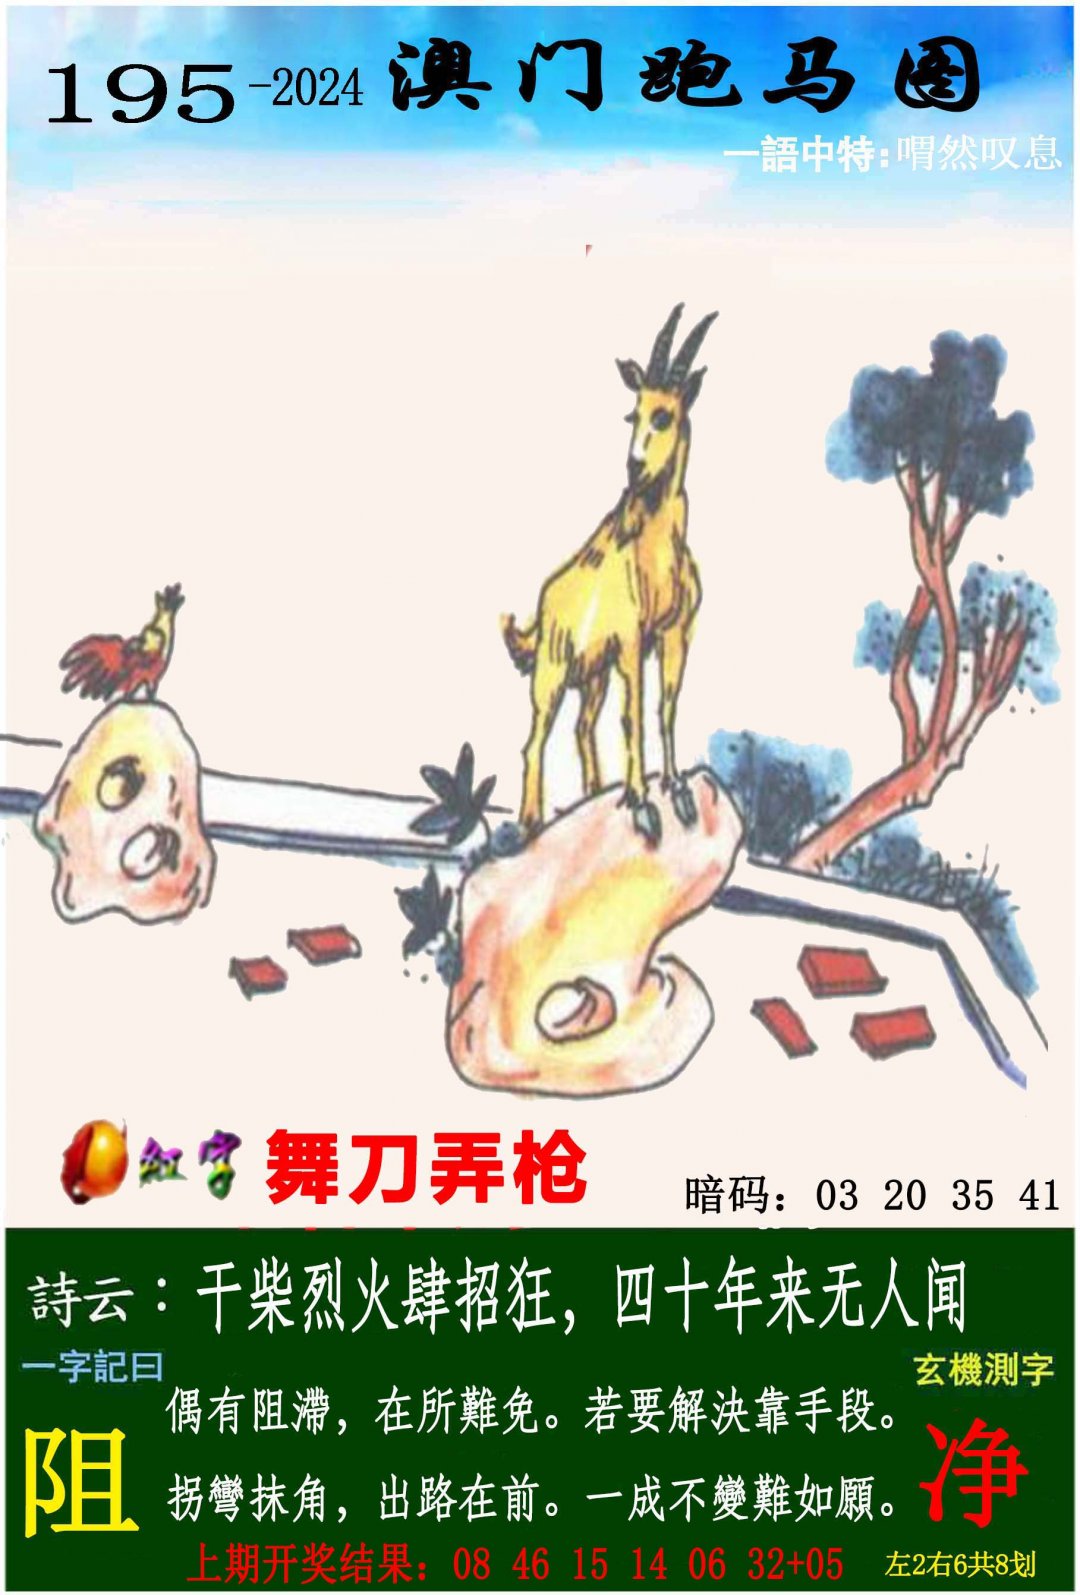 195-2024 澳门跑马图
一語中特:喟然叹息
红字 舞刀弄枪
暗码：03 20 35 41
詩云：干柴烈火肆招狂，四十年来无人闻
一字記曰
玄機測字
偶有阻滯，在所難免。若要解決靠手段。
阻
净
拐彎抹角，出路在前。一成不變難如願。
上期开奖结果：08 46 15 14 06 32+05
左2右6共8划